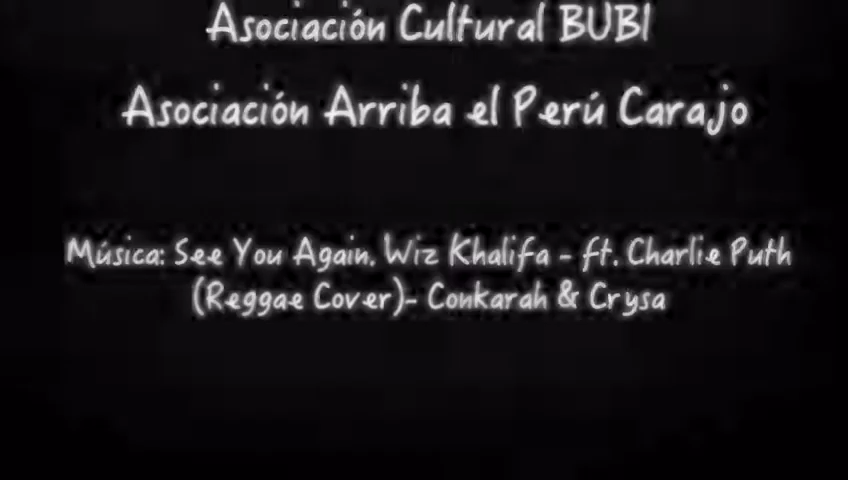 Asociación Cultural BUBI
Asociación Arriba el Perú Carajo
Música: See You Again. Wiz Khalifa - ft. Charlie Puth
(Reggae Cover)- Conkarah & Crysa